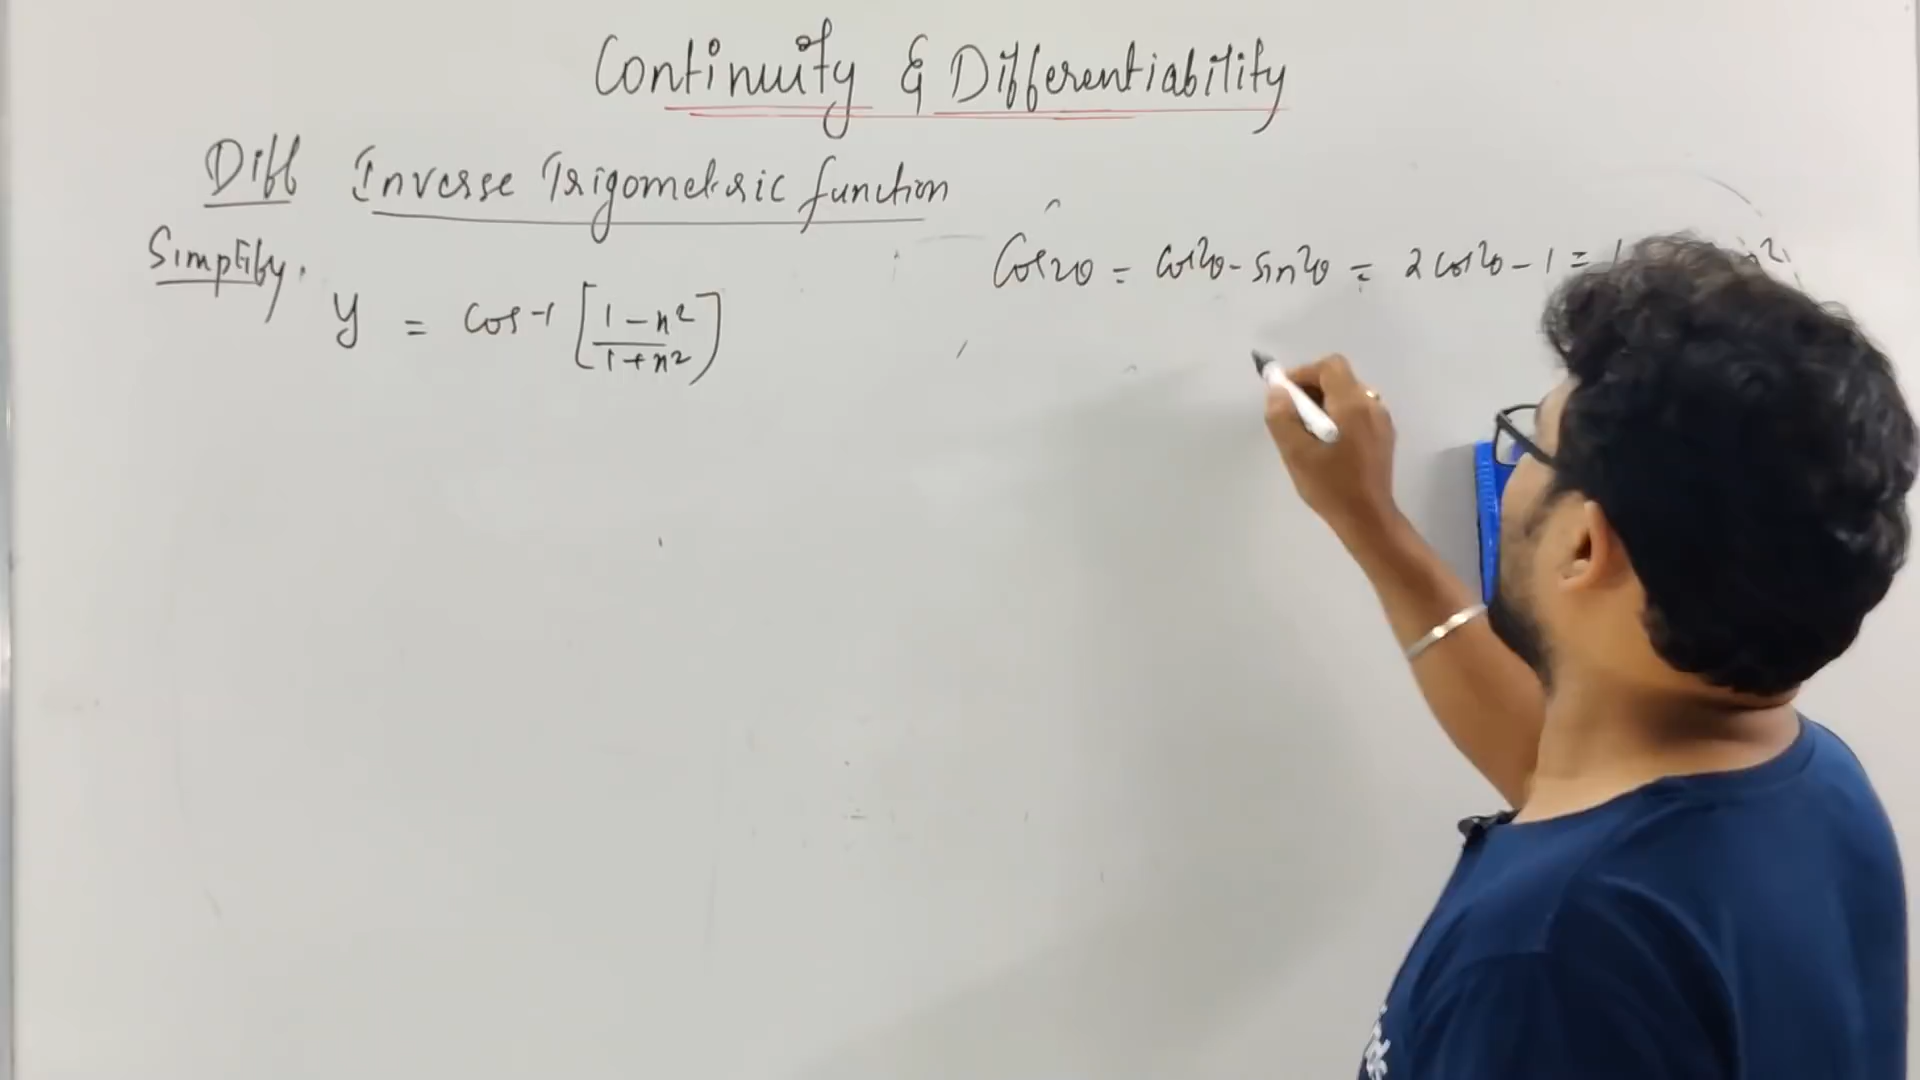 Continuity & Differentiability
Diff Inverse Trigometric function
Simplify.
Cos2θ = cos²θ - sin²θ = 2cos²θ - 1 =
y = cos-1 [1-x²/1+x²]